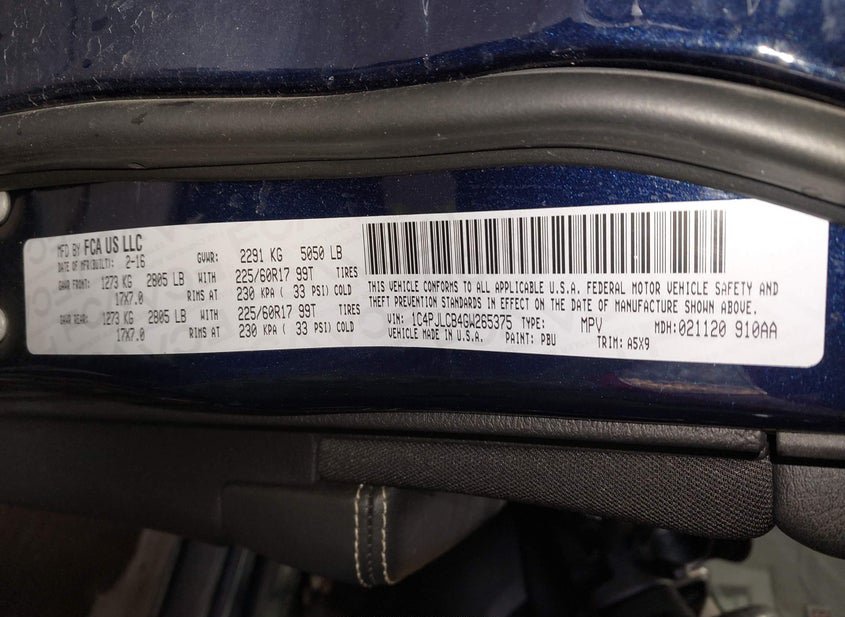 MFD BY FCA US LLC
DATE OF MFR(BUILT): 2-16 GVWR: 2291 KG 5050 LB
GAWR FRONT: 1273 KG 2805 LB WITH 225/60R17 99T TIRES
17X7.0 RIMS AT 230 KPA ( 33 PSI) COLD
GAWR REAR: 1273 KG 2805 LB WITH 225/60R17 99T TIRES
17X7.0 RIMS AT 230 KPA ( 33 PSI) COLD
THIS VEHICLE CONFORMS TO ALL APPLICABLE U.S.A. FEDERAL MOTOR VEHICLE SAFETY AND
THEFT PREVENTION STANDARDS IN EFFECT ON THE DATE OF MANUFACTURE SHOWN ABOVE.
VIN: 1C4PJLCB4GW265375 TYPE: MPV MDH:021120 910AA
VEHICLE MADE IN U.S.A. PAINT: PBU TRIM: A5X9